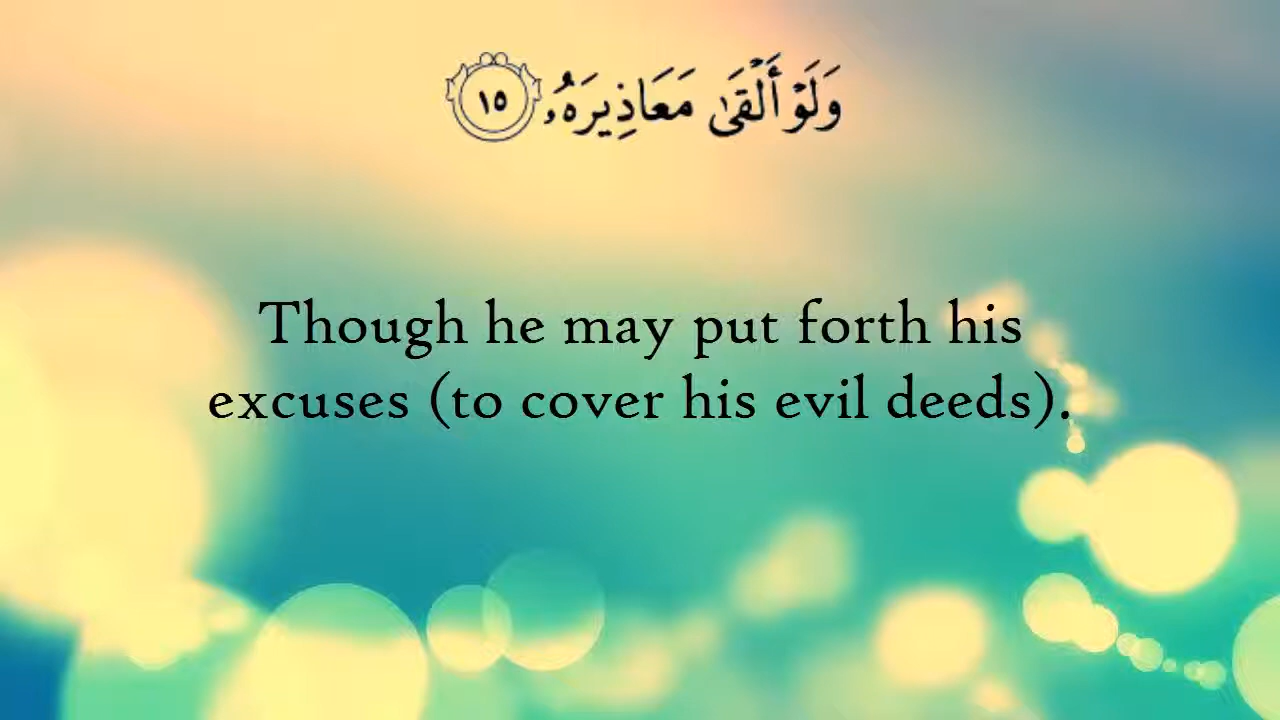 وَلَوْ أَلْقَىٰ مَعَاذِيرَهُۥ ١٥
Though he may put forth his
excuses (to cover his evil deeds).